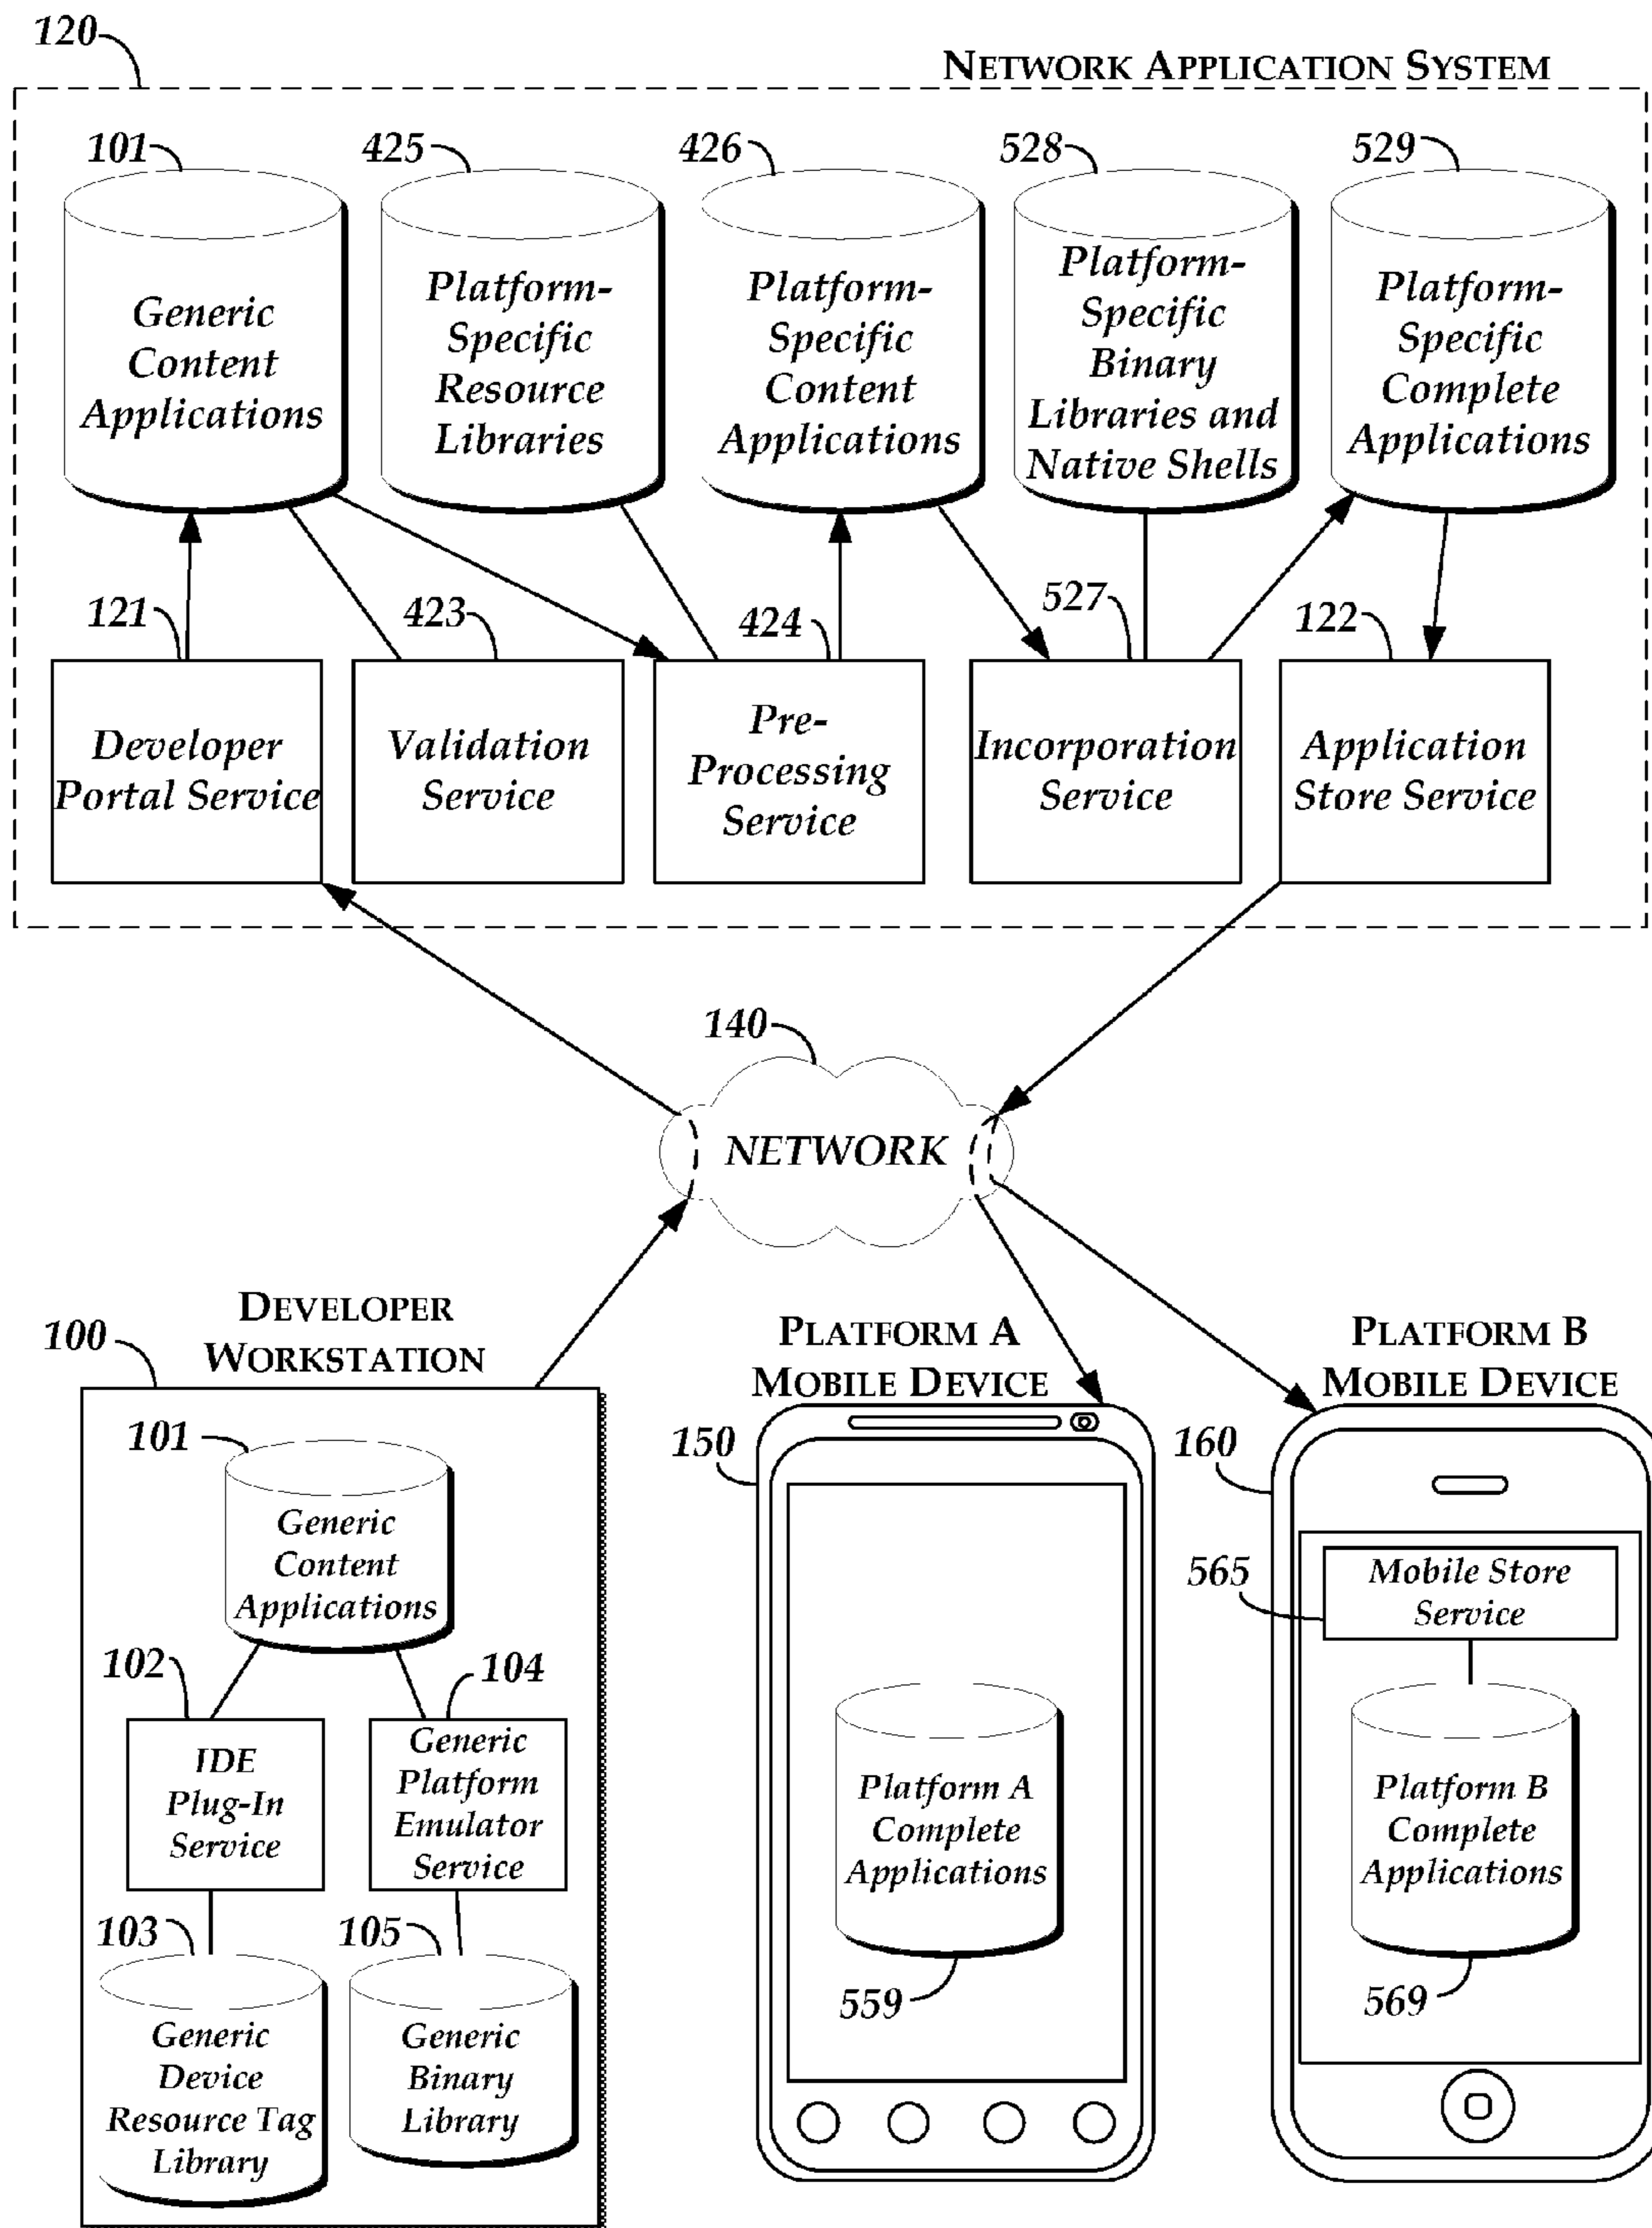 120
NETWORK APPLICATION SYSTEM
101
425
426
528
529
Generic
Content
Applications
Platform-
Specific
Resource
Libraries
Platform-
Specific
Content
Applications
Platform-
Specific
Binary
Libraries and
Native Shells
Platform-
Specific
Complete
Applications
121
423
424
527
122
Developer
Portal Service
Validation
Service
Pre-
Processing
Service
Incorporation
Service
Application
Store Service
140
NETWORK
DEVELOPER
WORKSTATION
100
101
Generic
Content
Applications
102
104
IDE
Plug-In
Service
Generic
Platform
Emulator
Service
103
105
Generic
Device
Resource Tag
Library
Generic
Binary
Library
PLATFORM A
MOBILE DEVICE
150
Platform A
Complete
Applications
559
PLATFORM B
MOBILE DEVICE
160
565
Mobile Store
Service
Platform B
Complete
Applications
569